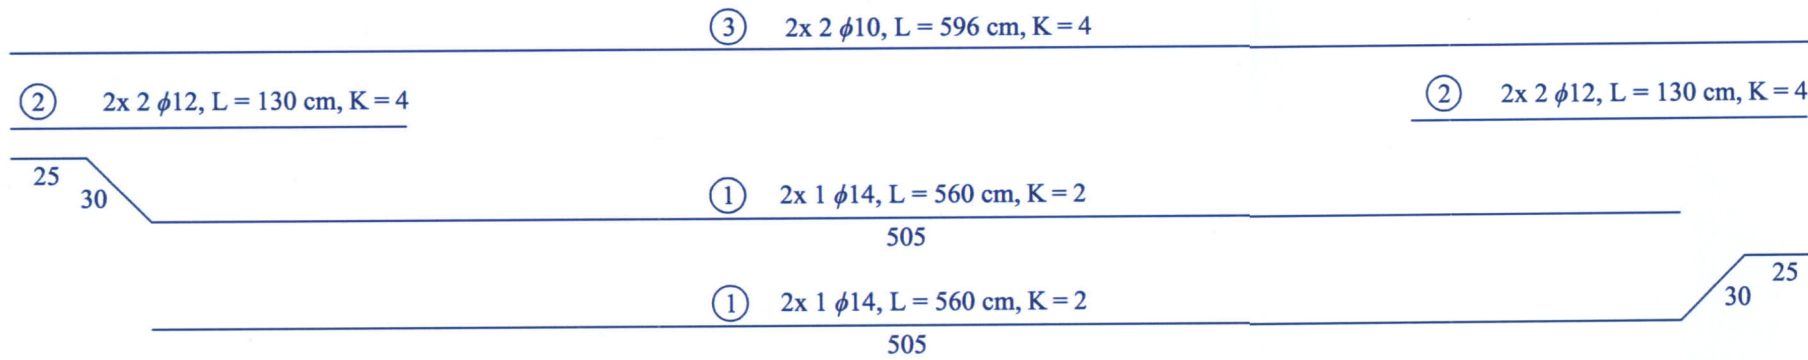 3 2x 2 ϕ10, L = 596 cm, K = 4
2 2x 2 ϕ12, L = 130 cm, K = 4
2 2x 2 ϕ12, L = 130 cm, K = 4
25
30
1 2x 1 ϕ14, L = 560 cm, K = 2
505
1 2x 1 ϕ14, L = 560 cm, K = 2
505
30
25